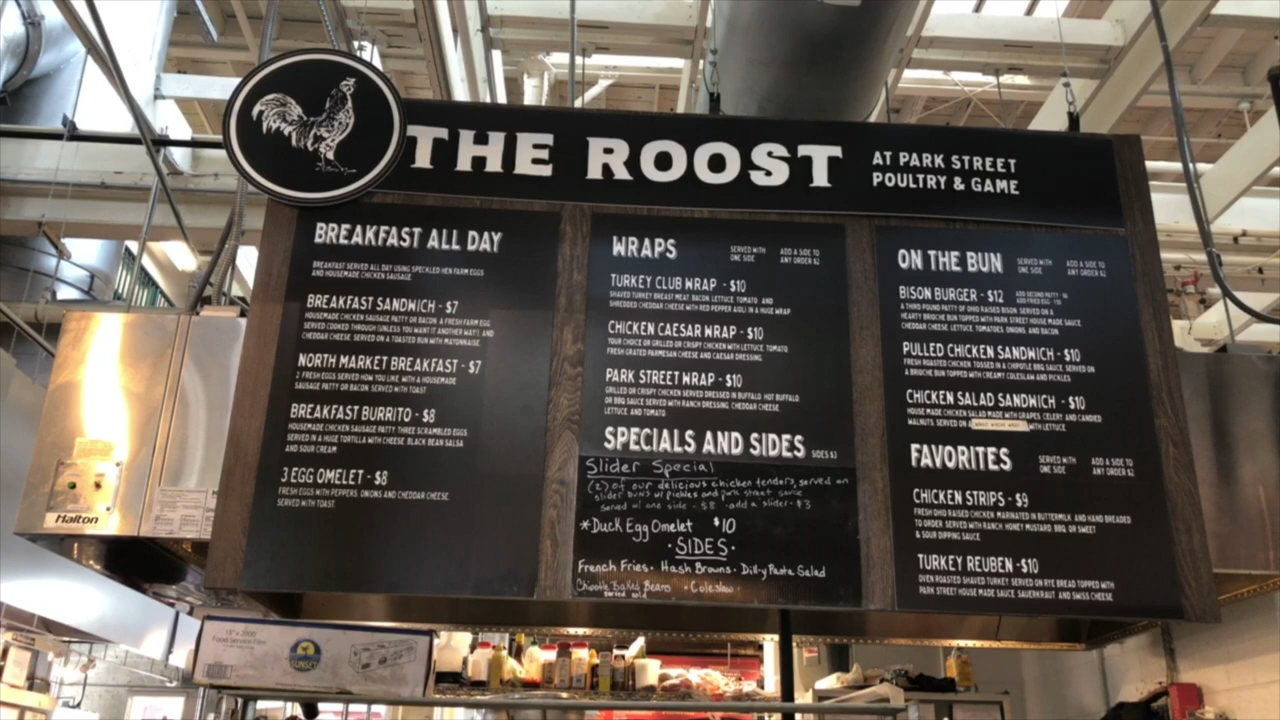 THE ROOST
AT PARK STREET
POULTRY & GAME
BREAKFAST ALL DAY
BREAKFAST SERVED ALL DAY USING SPECKLED HEN FARM EGGS
AND HOUSEMADE CHICKEN SAUSAGE.
BREAKFAST SANDWICH - $7
HOUSEMADE CHICKEN SAUSAGE PATTY OR BACON, A FRESH FARM EGG
SERVED COOKED THROUGH (UNLESS YOU WANT IT ANOTHER WAY), AND
CHEDDAR CHEESE SERVED ON A TOASTED BUN WITH MAYONNAISE.
NORTH MARKET BREAKFAST - $7
2 FRESH EGGS SERVED HOW YOU LIKE, WITH A HOUSEMADE
SAUSAGE PATTY OR BACON. SERVED WITH TOAST.
BREAKFAST BURRITO - $8
HOUSEMADE CHICKEN SAUSAGE PATTY, THREE SCRAMBLED EGGS
SERVED IN A HUGE TORTILLA WITH CHEESE, BLACK BEAN SALSA
AND SOUR CREAM.
3 EGG OMELET - $8
FRESH EGGS WITH PEPPERS, ONIONS AND CHEDDAR CHEESE.
SERVED WITH TOAST.
WRAPS
SERVED WITH
ONE SIDE
ADD A SIDE TO
ANY ORDER $2
TURKEY CLUB WRAP - $10
SHAVED TURKEY BREAST MEAT, BACON, LETTUCE, TOMATO, AND
SHREDDED CHEDDAR CHEESE WITH RED PEPPER AIOLI IN A HUGE WRAP.
CHICKEN CAESAR WRAP - $10
YOUR CHOICE OR GRILLED OR CRISPY CHICKEN WITH LETTUCE, TOMATO,
FRESH GRATED PARMESAN CHEESE AND CAESAR DRESSING.
PARK STREET WRAP - $10
GRILLED OR CRISPY CHICKEN SERVED DRESSED IN BUFFALO, HOT BUFFALO
OR BBQ SAUCE SERVED WITH RANCH DRESSING, CHEDDAR CHEESE,
LETTUCE, AND TOMATO.
SPECIALS AND SIDES
SIDES $3
Slider Special
(2) of our delicious chicken tenders, served on
slider buns w/ pickles and park street sauce
served w/ one side - $8 - add a slider - $3
*Duck Egg Omelet $10
·SIDES·
French Fries · Hash Browns · Dill-y Pasta Salad
Chipotle Baked Beans · Coleslaw ·
served cold
ON THE BUN
SERVED WITH
ONE SIDE
ADD A SIDE TO
ANY ORDER $2
BISON BURGER - $12
ADD SECOND PATTY -
ADD FRIED EGG -
A THIRD POUND PATTY OF OHIO RAISED BISON, SERVED ON A
HEARTY BRIOCHE BUN TOPPED WITH PARK STREET HOUSE MADE SAUCE,
CHEDDAR CHEESE, LETTUCE, TOMATOES, ONIONS, AND BACON.
PULLED CHICKEN SANDWICH - $10
FRESH ROASTED CHICKEN, TOSSED IN A CHIPOTLE BBQ SAUCE, SERVED ON
A BRIOCHE BUN TOPPED WITH CREAMY COLESLAW AND PICKLES.
CHICKEN SALAD SANDWICH - $10
HOUSE MADE CHICKEN SALAD MADE WITH GRAPES, CELERY AND CANDIED
WALNUTS. SERVED ON A WITH LETTUCE
FAVORITES
SERVED WITH
ONE SIDE
ADD A SIDE TO
ANY ORDER $2
CHICKEN STRIPS - $9
FRESH OHIO RAISED CHICKEN, MARINATED IN BUTTERMILK, AND HAND BREADED
TO ORDER. SERVED WITH RANCH, HONEY MUSTARD, BBQ, OR SWEET
& SOUR DIPPING SAUCE.
TURKEY REUBEN - $10
OVEN ROASTED SHAVED TURKEY SERVED ON RYE BREAD TOPPED WITH
PARK STREET HOUSE MADE SAUCE, SAUERKRAUT, AND SWISS CHEESE.
Halton
18" x 2000'
Food Service Film
SUNSET